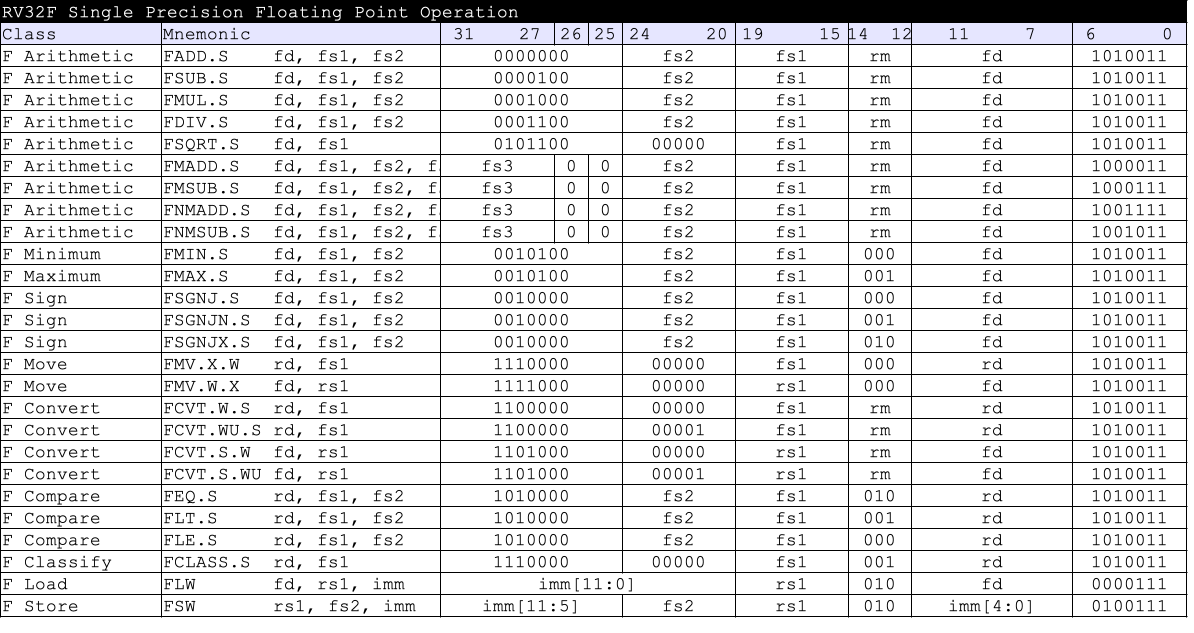 RV32F Single Precision Floating Point Operation
Class Mnemonic 31 27 26 25 24 20 19 15 14 12 11 7 6 0
F Arithmetic FADD.S fd, fs1, fs2 0000000 fs2 fs1 rm fd 1010011
F Arithmetic FSUB.S fd, fs1, fs2 0000100 fs2 fs1 rm fd 1010011
F Arithmetic FMUL.S fd, fs1, fs2 0001000 fs2 fs1 rm fd 1010011
F Arithmetic FDIV.S fd, fs1, fs2 0001100 fs2 fs1 rm fd 1010011
F Arithmetic FSQRT.S fd, fs1 0101100 00000 fs1 rm fd 1010011
F Arithmetic FMADD.S fd, fs1, fs2, f fs3 0 0 fs2 fs1 rm fd 1000011
F Arithmetic FMSUB.S fd, fs1, fs2, f fs3 0 0 fs2 fs1 rm fd 1000111
F Arithmetic FNMADD.S fd, fs1, fs2, f fs3 0 0 fs2 fs1 rm fd 1001111
F Arithmetic FNMSUB.S fd, fs1, fs2, f fs3 0 0 fs2 fs1 rm fd 1001011
F Minimum FMIN.S fd, fs1, fs2 0010100 fs2 fs1 000 fd 1010011
F Maximum FMAX.S fd, fs1, fs2 0010100 fs2 fs1 001 fd 1010011
F Sign FSGNJ.S fd, fs1, fs2 0010000 fs2 fs1 000 fd 1010011
F Sign FSGNJN.S fd, fs1, fs2 0010000 fs2 fs1 001 fd 1010011
F Sign FSGNJX.S fd, fs1, fs2 0010000 fs2 fs1 010 fd 1010011
F Move FMV.X.W rd, fs1 1110000 00000 fs1 000 rd 1010011
F Move FMV.W.X fd, rs1 1111000 00000 rs1 000 fd 1010011
F Convert FCVT.W.S rd, fs1 1100000 00000 fs1 rm rd 1010011
F Convert FCVT.WU.S rd, fs1 1100000 00001 fs1 rm rd 1010011
F Convert FCVT.S.W fd, rs1 1101000 00000 rs1 rm fd 1010011
F Convert FCVT.S.WU fd, rs1 1101000 00001 rs1 rm fd 1010011
F Compare FEQ.S rd, fs1, fs2 1010000 fs2 fs1 010 rd 1010011
F Compare FLT.S rd, fs1, fs2 1010000 fs2 fs1 001 rd 1010011
F Compare FLE.S rd, fs1, fs2 1010000 fs2 fs1 000 rd 1010011
F Classify FCLASS.S rd, fs1 1110000 00000 fs1 001 rd 1010011
F Load FLW fd, rs1, imm imm[11:0] rs1 010 fd 0000111
F Store FSW rs1, fs2, imm imm[11:5] fs2 rs1 010 imm[4:0] 0100111